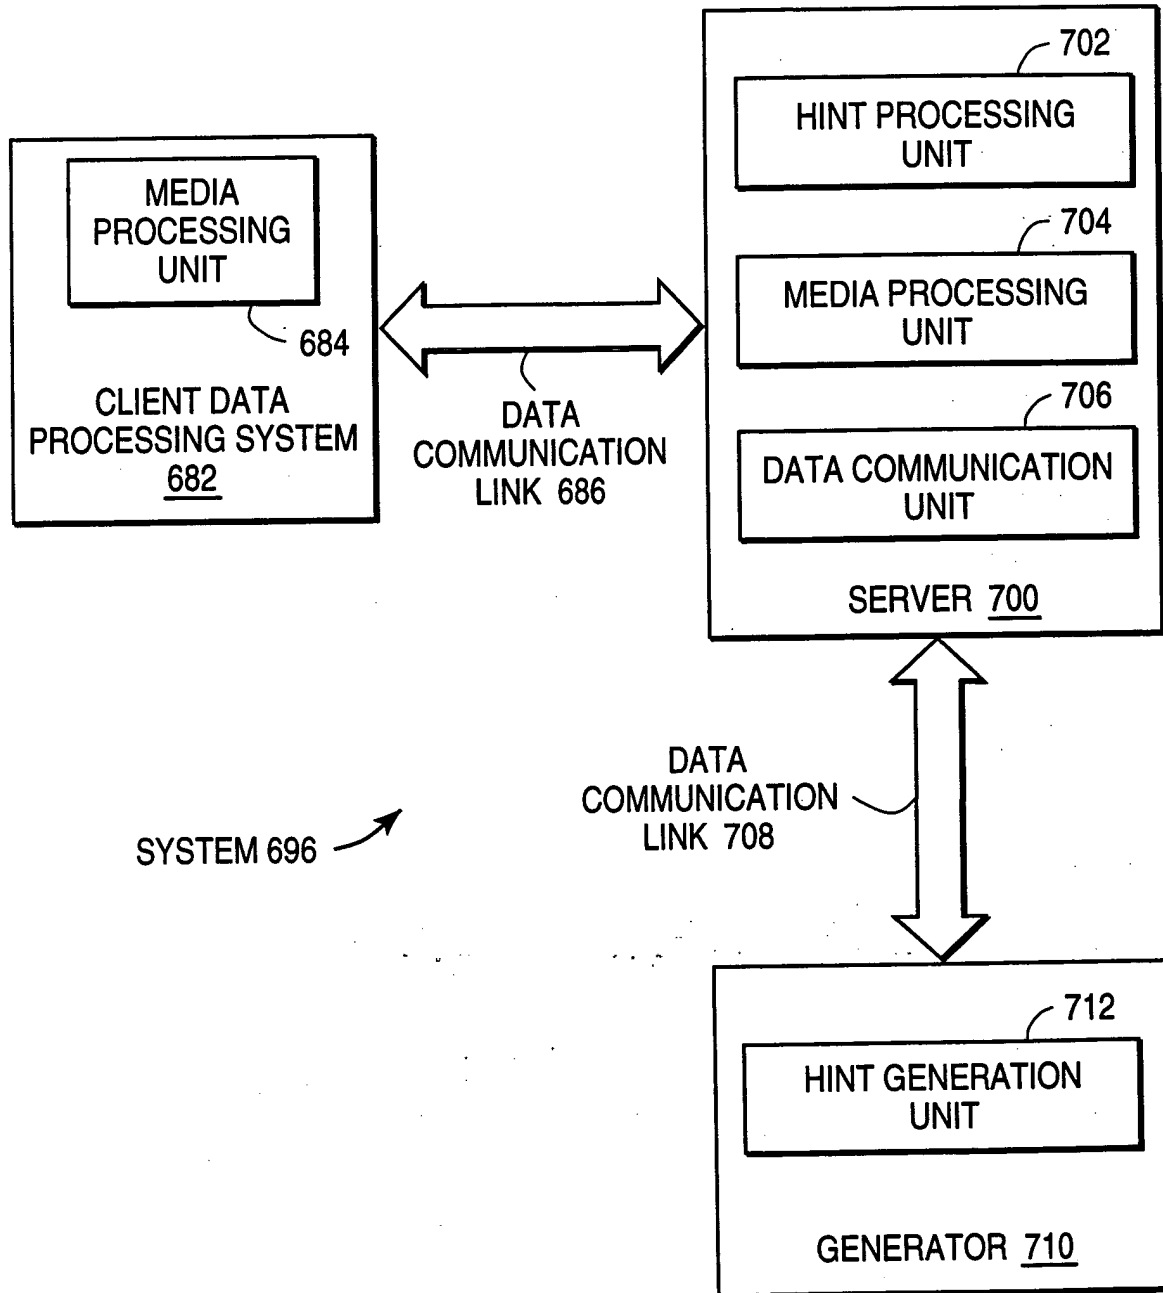 702
HINT PROCESSING
UNIT
MEDIA
PROCESSING
UNIT
684
CLIENT DATA
PROCESSING SYSTEM
682
DATA
COMMUNICATION
LINK 686
704
MEDIA PROCESSING
UNIT
706
DATA COMMUNICATION
UNIT
SERVER 700
DATA
COMMUNICATION
LINK 708
SYSTEM 696
712
HINT GENERATION
UNIT
GENERATOR 710